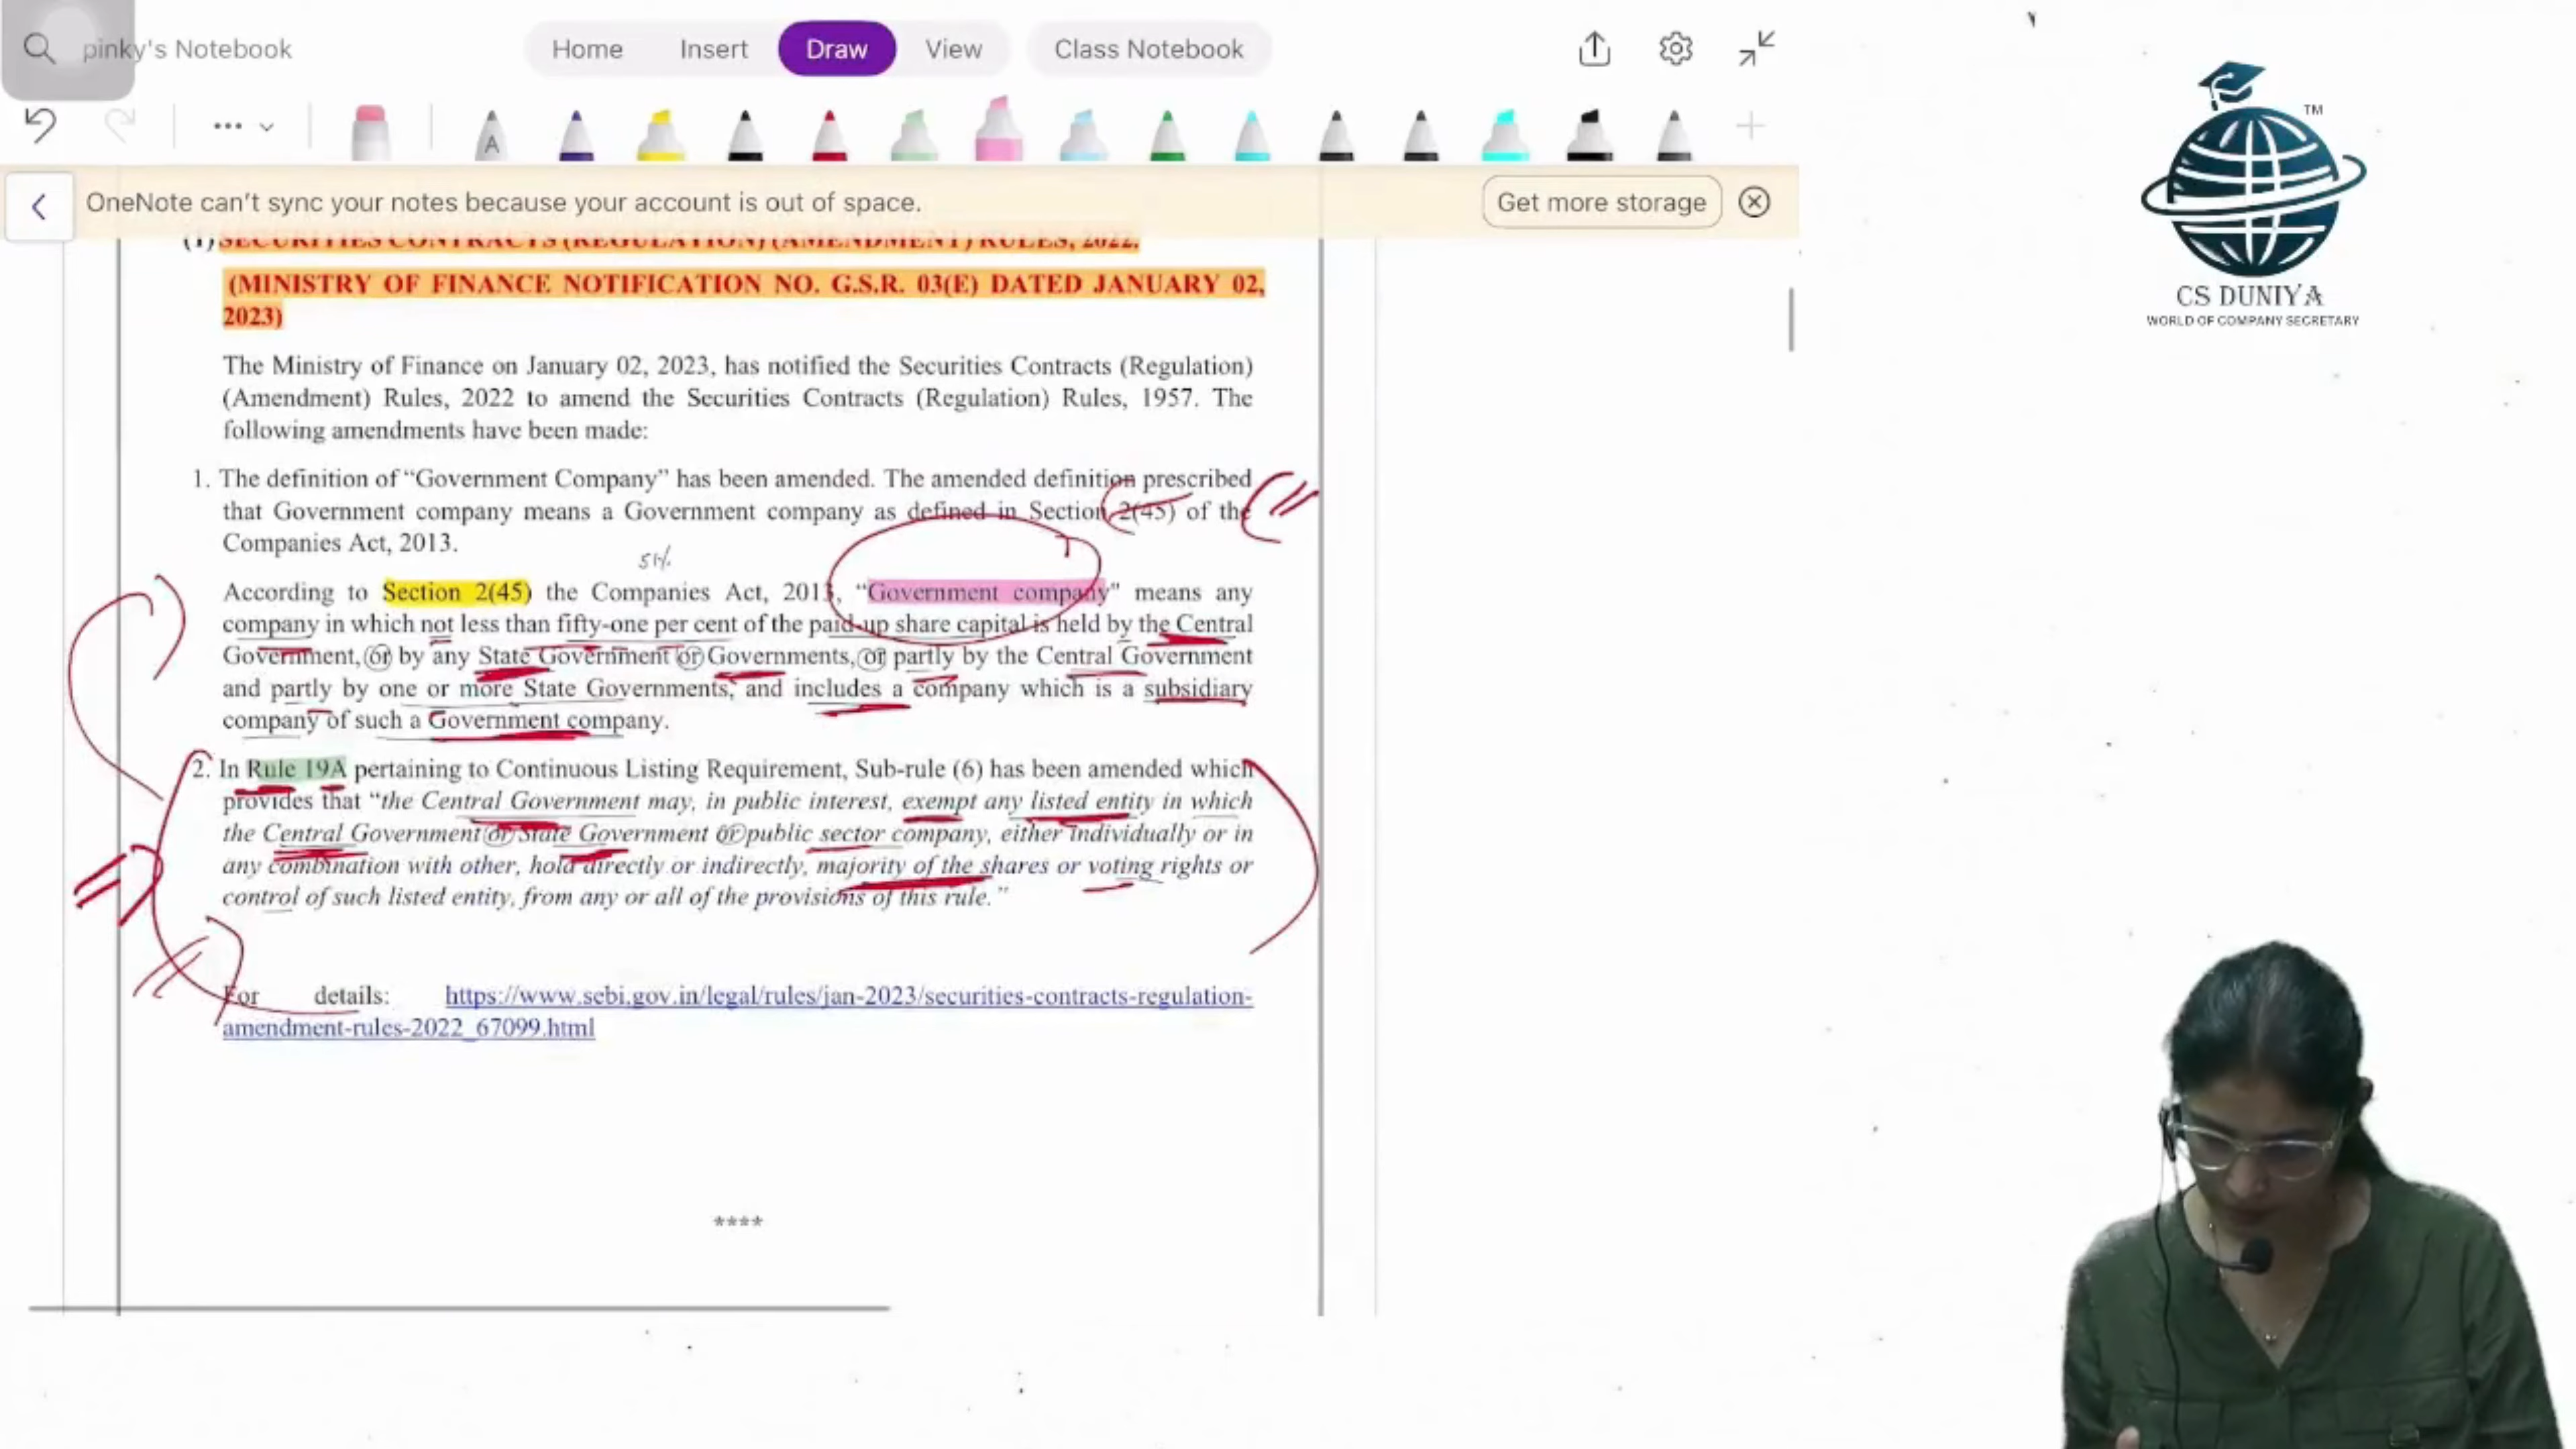 pinky's Notebook
Home Insert Draw View Class Notebook
A
OneNote can't sync your notes because your account is out of space.
Get more storage
(1) SECURITIES CONTRACTS (REGULATION) (AMENDMENT) RULES, 2022.
(MINISTRY OF FINANCE NOTIFICATION NO. G.S.R. 03(E) DATED JANUARY 02,
2023)
The Ministry of Finance on January 02, 2023, has notified the Securities Contracts (Regulation)
(Amendment) Rules, 2022 to amend the Securities Contracts (Regulation) Rules, 1957. The
following amendments have been made:
1. The definition of “Government Company” has been amended. The amended definition prescribed
that Government company means a Government company as defined in Section 2(45) of the
Companies Act, 2013.
51%
According to Section 2(45) the Companies Act, 2013, “Government company” means any
company in which not less than fifty-one per cent of the paid-up share capital is held by the Central
Government, or by any State Government or Governments, or partly by the Central Government
and partly by one or more State Governments, and includes a company which is a subsidiary
company of such a Government company.
2. In Rule 19A pertaining to Continuous Listing Requirement, Sub-rule (6) has been amended which
provides that “the Central Government may, in public interest, exempt any listed entity in which
the Central Government or State Government or public sector company, either individually or in
any combination with other, hold directly or indirectly, majority of the shares or voting rights or
control of such listed entity, from any or all of the provisions of this rule.”
For details: https://www.sebi.gov.in/legal/rules/jan-2023/securities-contracts-regulation-
amendment-rules-2022_67099.html
****
TM
CS DUNIYA
WORLD OF COMPANY SECRETARY